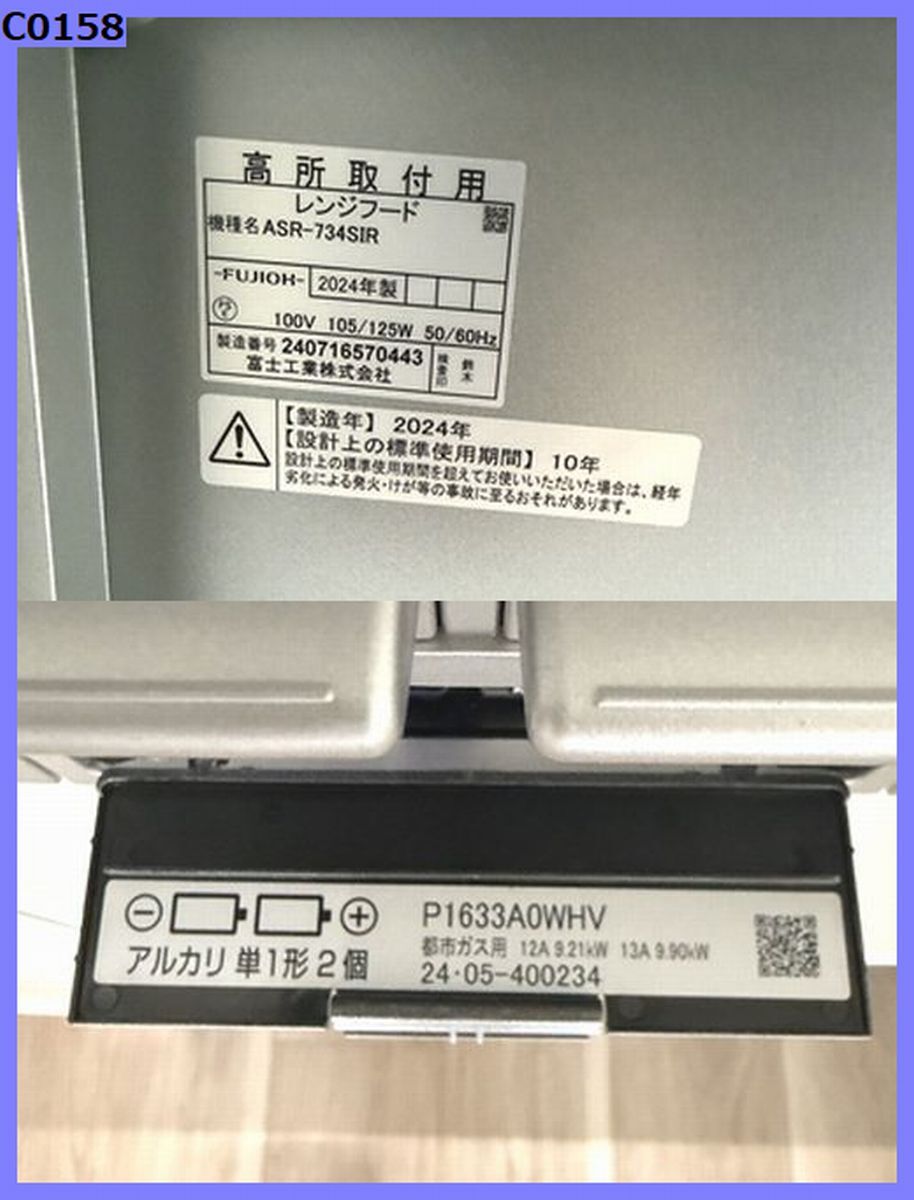 C0158
高所取付用
レンジフード
機種名 ASR-734SIR
-FUJIOH- 2024年製
100V 105/125W 50/60Hz
製造番号 240716570443
富士工業株式会社
検査印 鈴木
【製造年】 2024年
【設計上の標準使用期間】 10年
設計上の標準使用期間を超えてお使いいただいた場合は、経年
劣化による発火・けが等の事故に至るおそれがあります。
P1633A0WHV
都市ガス用 12A 9.21kW 13A 9.90kW
アルカリ 単1形 2個
24・05-400234